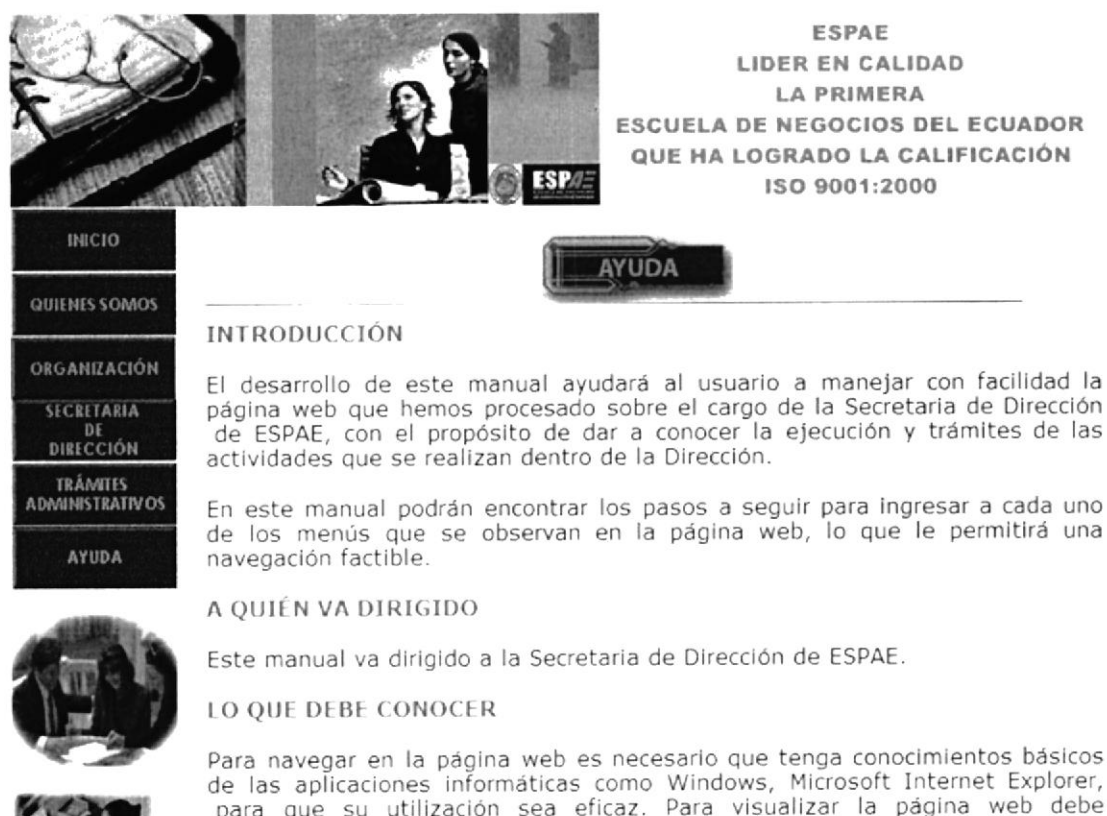 ESPAE
LIDER EN CALIDAD
LA PRIMERA
ESCUELA DE NEGOCIOS DEL ECUADOR
QUE HA LOGRADO LA CALIFICACIÓN
ISO 9001:2000
ESPAE
INICIO
QUIENES SOMOS
ORGANIZACIÓN
SECRETARIA
DE
DIRECCIÓN
TRÁMITES
ADMINISTRATIVOS
AYUDA
AYUDA
INTRODUCCIÓN
El desarrollo de este manual ayudará al usuario a manejar con facilidad la
página web que hemos procesado sobre el cargo de la Secretaria de Dirección
de ESPAE, con el propósito de dar a conocer la ejecución y trámites de las
actividades que se realizan dentro de la Dirección.
En este manual podrán encontrar los pasos a seguir para ingresar a cada uno
de los menús que se observan en la página web, lo que le permitirá una
navegación factible.
A QUIÉN VA DIRIGIDO
Este manual va dirigido a la Secretaria de Dirección de ESPAE.
LO QUE DEBE CONOCER
Para navegar en la página web es necesario que tenga conocimientos básicos
de las aplicaciones informáticas como Windows, Microsoft Internet Explorer,
para que su utilización sea eficaz. Para visualizar la página web debe